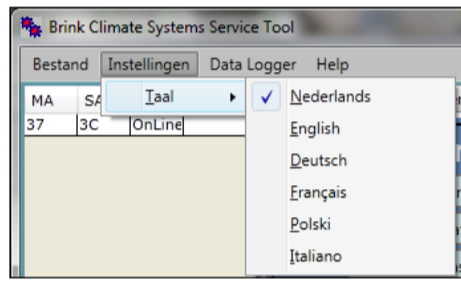 Brink Climate Systems Service Tool
Bestand Instellingen Data Logger Help
MA SA Taal Nederlands
37 3C OnLine English
Deutsch
Français
Polski
Italiano